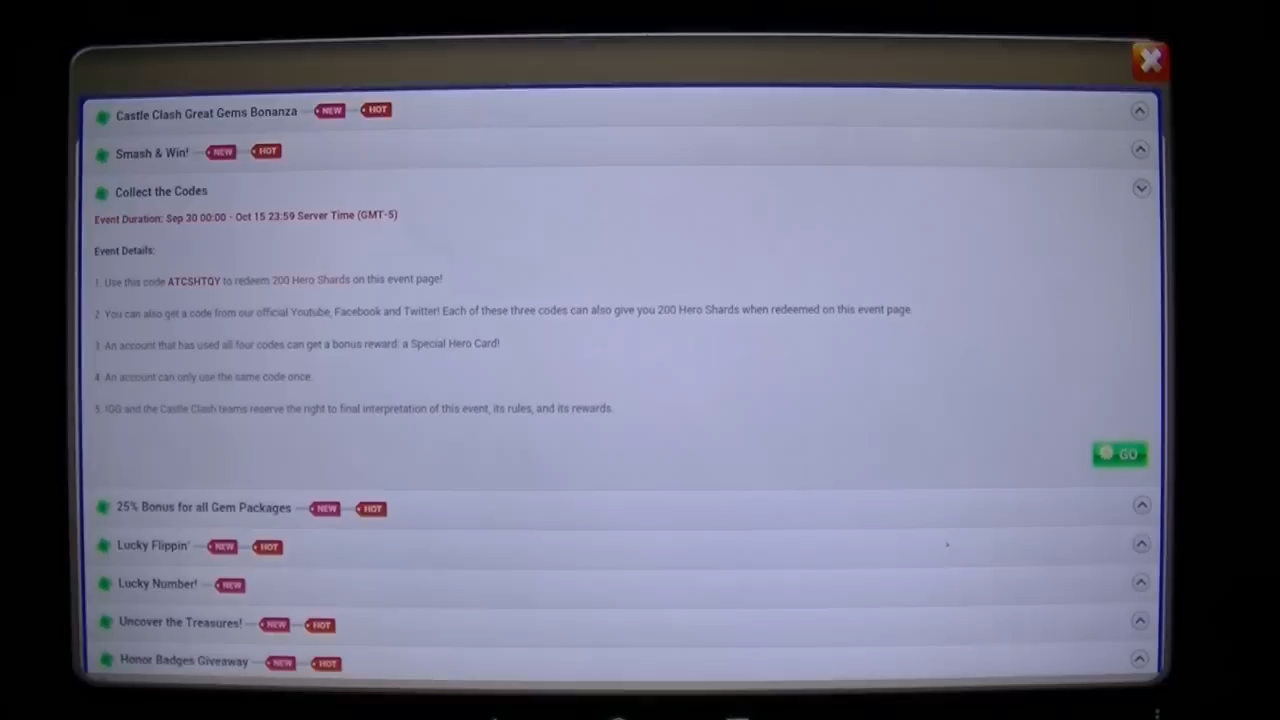 Castle Clash Great Gems Bonanza NEW HOT
Smash & Win! NEW HOT
Collect the Codes
Event Duration: Sep 30 00:00 - Oct 15 23:59 Server Time (GMT-5)
Event Details:
1. Use this code ATCSHTQY to redeem 200 Hero Shards on this event page!
2. You can also get a code from our official Youtube, Facebook and Twitter! Each of these three codes can also give you 200 Hero Shards when redeemed on this event page.
3. An account that has used all four codes can get a bonus reward: a Special Hero Card!
4. An account can only use the same code once.
5. IGG and the Castle Clash teams reserve the right to final interpretation of this event, its rules, and its rewards.
GO
25% Bonus for all Gem Packages NEW HOT
Lucky Flippin' NEW HOT
Lucky Number! NEW
Uncover the Treasures! NEW HOT
Honor Badges Giveaway NEW HOT